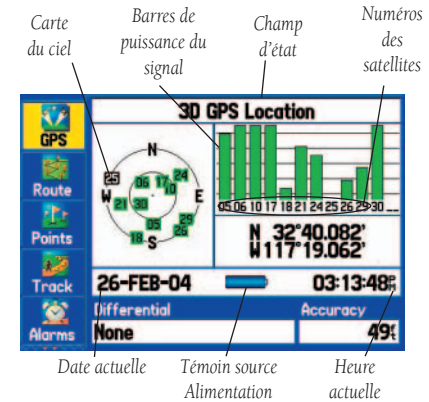 Carte
du ciel
Barres de
puissance du
signal
Champ
d'état
Numéros
des
satellites
3D GPS Location
GPS
Route
Points
Track
Alarms
N
W
E
S
25
06
17
10
24
21
30
05
29
26
18
05 06 10 17 18 21 24 25 26 29 30 __
N 32°40.082'
W 117°19.062'
26-FEB-04
03:13:48
Differential
None
Accuracy
49
Date actuelle
Témoin source
Alimentation
Heure
actuelle